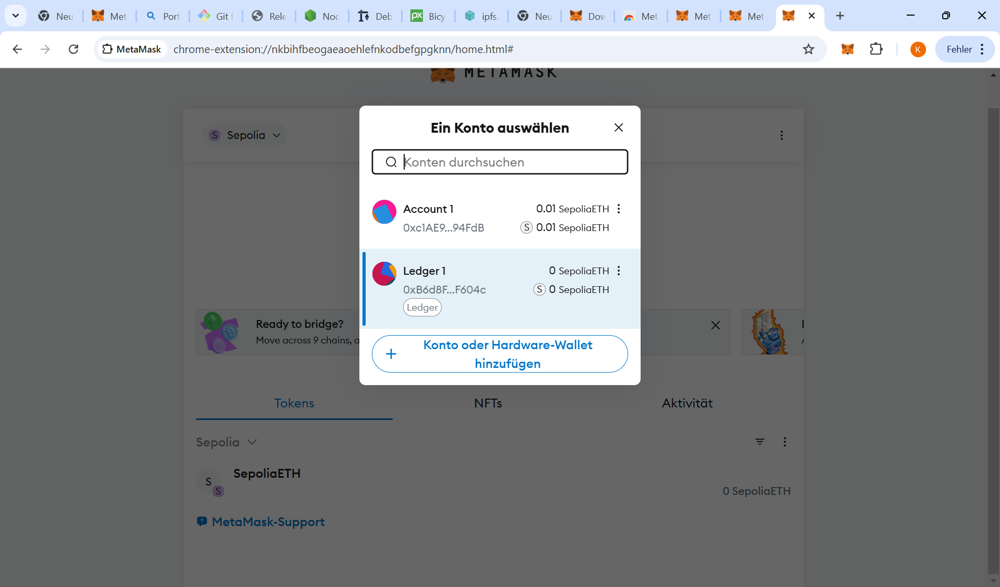 Neu
Met
Port
Git f
Rele
Nod
Deb
px
Bicy
ipfs.
Neu
Dow
Met
Met
Met
MetaMask
chrome-extension://nkbihfbeogaeaoehlefnkodbefgpgknn/home.html#
K
Fehler
METAMASK
S Sepolia
Ein Konto auswählen
Konten durchsuchen
Account 1
0.01 SepoliaETH
0xc1AE9...94FdB
S 0.01 SepoliaETH
Ledger 1
0 SepoliaETH
0xB6d8F...F604c
S 0 SepoliaETH
Ledger
Ready to bridge?
Move across 9 chains, a
Konto oder Hardware-Wallet
hinzufügen
Tokens
NFTs
Aktivität
Sepolia
S
S
SepoliaETH
0 SepoliaETH
MetaMask-Support